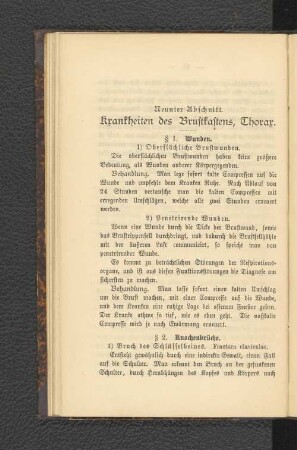 Neunter Abschnitt.
Krankheiten des Brustkastens, Thorax.
§ 1. Wunden.
1) Oberflächliche Brustwunden.
Die oberflächlichen Brustwunden haben keine größere
Bedeutung, als Wunden anderer Körpergegenden.
Behandlung. Man lege sofort kalte Compressen auf die
Wunde und empfehle dem Kranken Ruhe. Nach Ablauf von
24 Stunden vertausche man die kalten Compressen mit
erregenden Umschlägen, welche alle zwei Stunden erneuert
werden.
2) Penetrirende Wunden.
Wenn eine Wunde durch die Dicke der Brustwand, sowie
das Brustrippenfell durchdringt, und dadurch die Brustfellhöhle
mit der äußeren Luft communicirt, so spricht man von
penetrirender Wunde.
Es kommt zu beträchtlichen Störungen der Respirationsorgane,
und ist aus diesen Funktionsstörungen die Diagnose am
sichersten zu machen.
Behandlung. Man lasse sofort einen kalten Umschlag
um die Brust machen, mit einer Compresse auf die Wunde,
und dem Kranken eine ruhige Lage bei offenem Fenster geben.
Der Kranke athme so tief, wie es eben geht. Die naßkalte
Compresse wird je nach Erwärmung erneuert.
§ 2. Knochenbrüche.
1) Bruch des Schlüsselbeines. Fractura claviculae.
Entsteht gewöhnlich durch eine indirekte Gewalt, einen Fall
auf die Schulter. Man erkennt den Bruch an der gesunkenen
Schulter, durch Herabhängen des Kopfes und Körpers nach